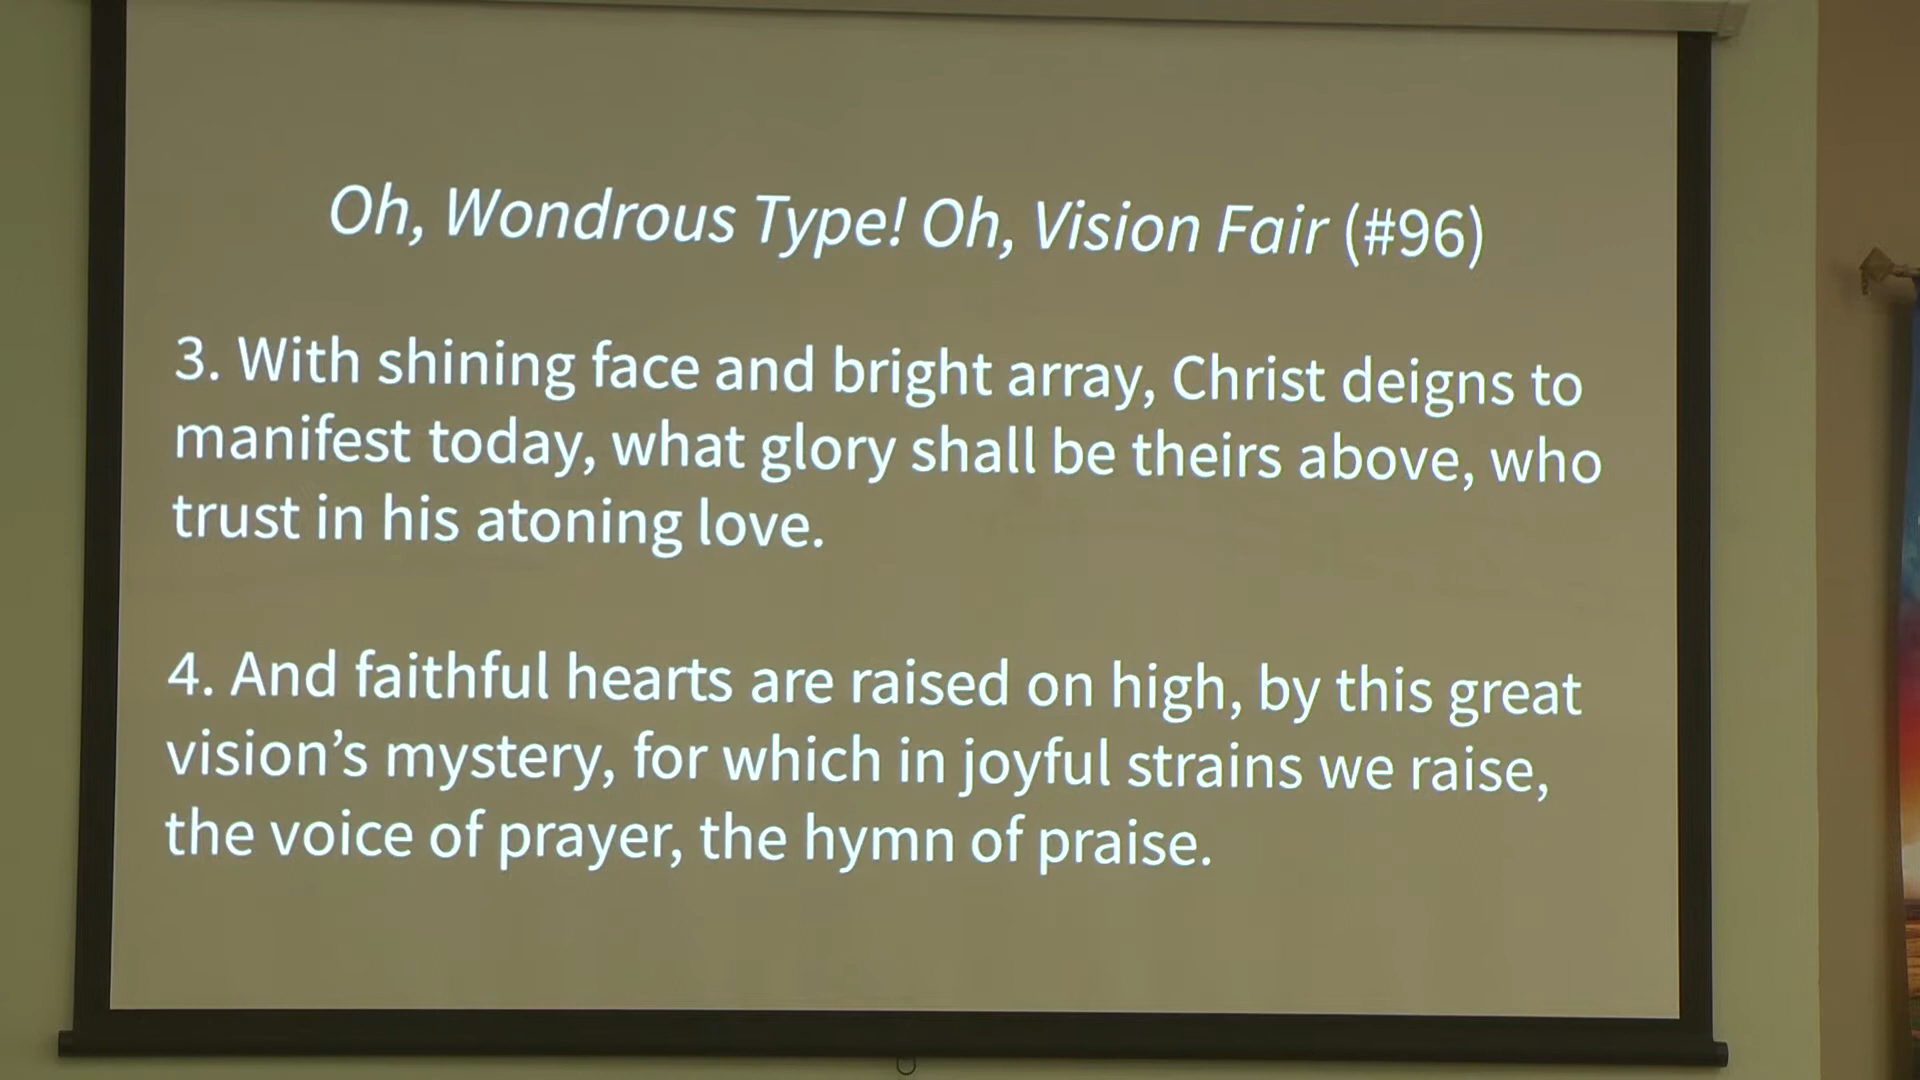 Oh, Wondrous Type! Oh, Vision Fair (#96)
3. With shining face and bright array, Christ deigns to
manifest today, what glory shall be theirs above, who
trust in his atoning love.
4. And faithful hearts are raised on high, by this great
vision’s mystery, for which in joyful strains we raise,
the voice of prayer, the hymn of praise.